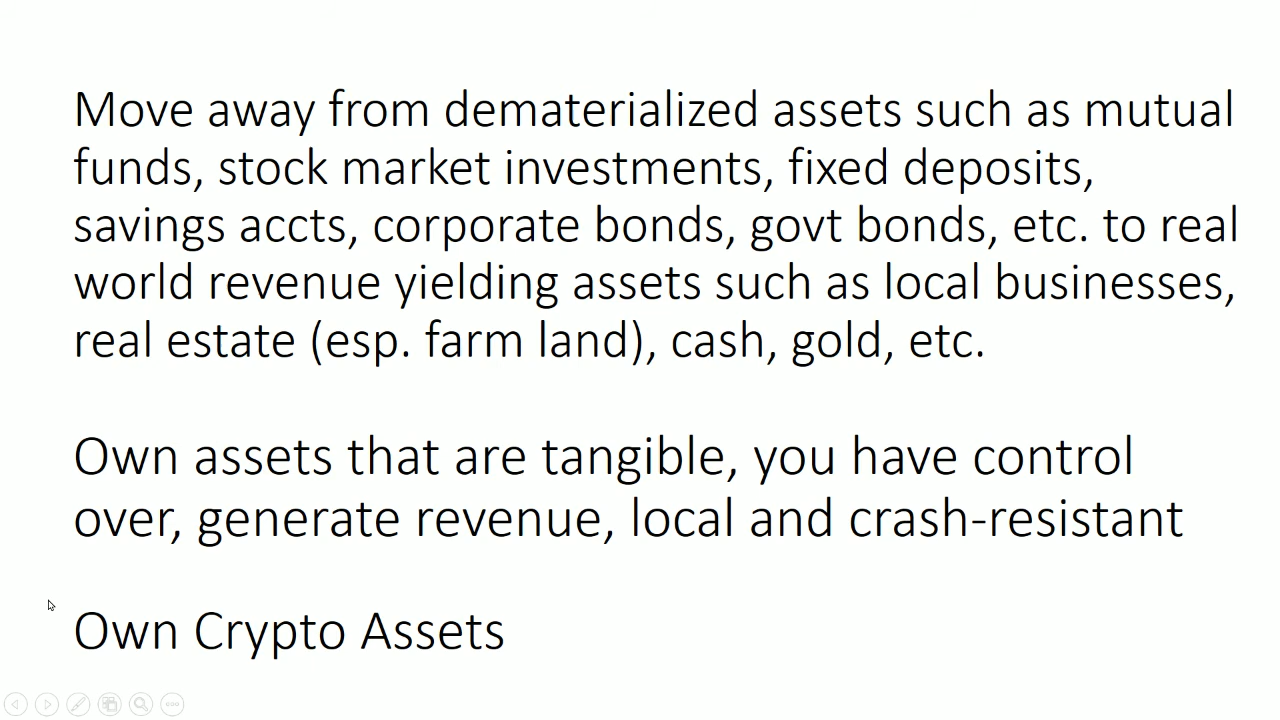 Move away from dematerialized assets such as mutual
funds, stock market investments, fixed deposits,
savings accts, corporate bonds, govt bonds, etc. to real
world revenue yielding assets such as local businesses,
real estate (esp. farm land), cash, gold, etc.
Own assets that are tangible, you have control
over, generate revenue, local and crash-resistant
Own Crypto Assets